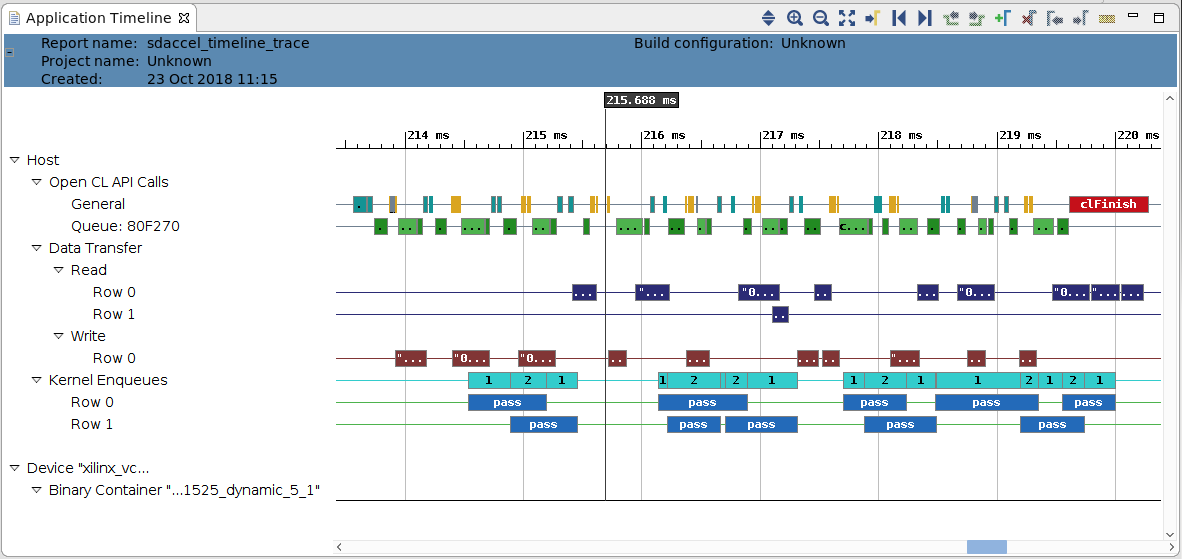 Application Timeline
Report name: sdaccel_timeline_trace Build configuration: Unknown
Project name: Unknown
Created: 23 Oct 2018 11:15
215.688 ms
214 ms 215 ms 216 ms 217 ms 218 ms 219 ms 220 ms
Host
Open CL API Calls
General . clFinish
Queue: 80F270 . .. . ... . .. . ... . . . .. . c... . .. . . . . . .. . .
Data Transfer
Read
Row 0 ... "... "0... .. ... "0... "0... "... ...
Row 1 ..
Write
Row 0 "... "0... "0... .. ... ... .. "... .. ..
Kernel Enqueues 1 2 1 1 2 2 1 1 2 1 1 2 1 2 1
Row 0 pass pass pass pass pass
Row 1 pass pass pass pass pass
Device "xilinx_vc...
Binary Container "...1525_dynamic_5_1"